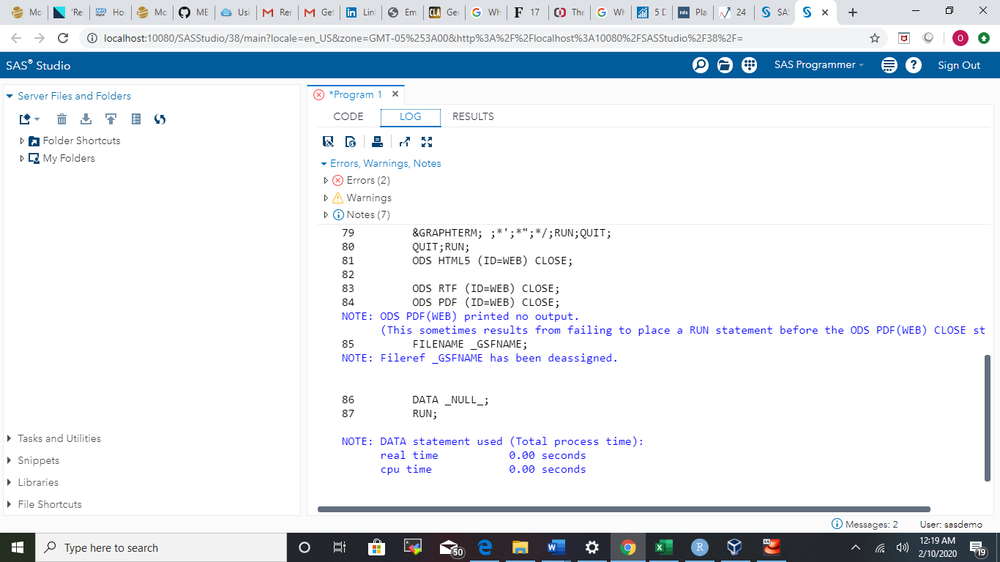 Mo
'Re
Ho
Mo
ME
Usi
Rer
Get
Linl
Em
Ger
Wh
17
The
Wh
5 D
Pla
24
SA
localhost:10080/SASStudio/38/main?locale=en_US&zone=GMT-05%253A00&http%3A%2F%2Flocalhost%3A10080%2FSASStudio%2F38%2F=
SAS® Studio
SAS Programmer
Sign Out
Server Files and Folders
Folder Shortcuts
My Folders
Tasks and Utilities
Snippets
Libraries
File Shortcuts
*Program 1
CODE LOG RESULTS
Errors, Warnings, Notes
Errors (2)
Warnings
Notes (7)
79 &GRAPHTERM; ;*';*";*/;RUN;QUIT;
80 QUIT;RUN;
81 ODS HTML5 (ID=WEB) CLOSE;
82
83 ODS RTF (ID=WEB) CLOSE;
84 ODS PDF (ID=WEB) CLOSE;
NOTE: ODS PDF(WEB) printed no output.
(This sometimes results from failing to place a RUN statement before the ODS PDF(WEB) CLOSE st
85 FILENAME _GSFNAME;
NOTE: Fileref _GSFNAME has been deassigned.
86 DATA _NULL_;
87 RUN;
NOTE: DATA statement used (Total process time):
real time 0.00 seconds
cpu time 0.00 seconds
Messages: 2
User: sasdemo
Type here to search
50
12:19 AM
2/10/2020
19